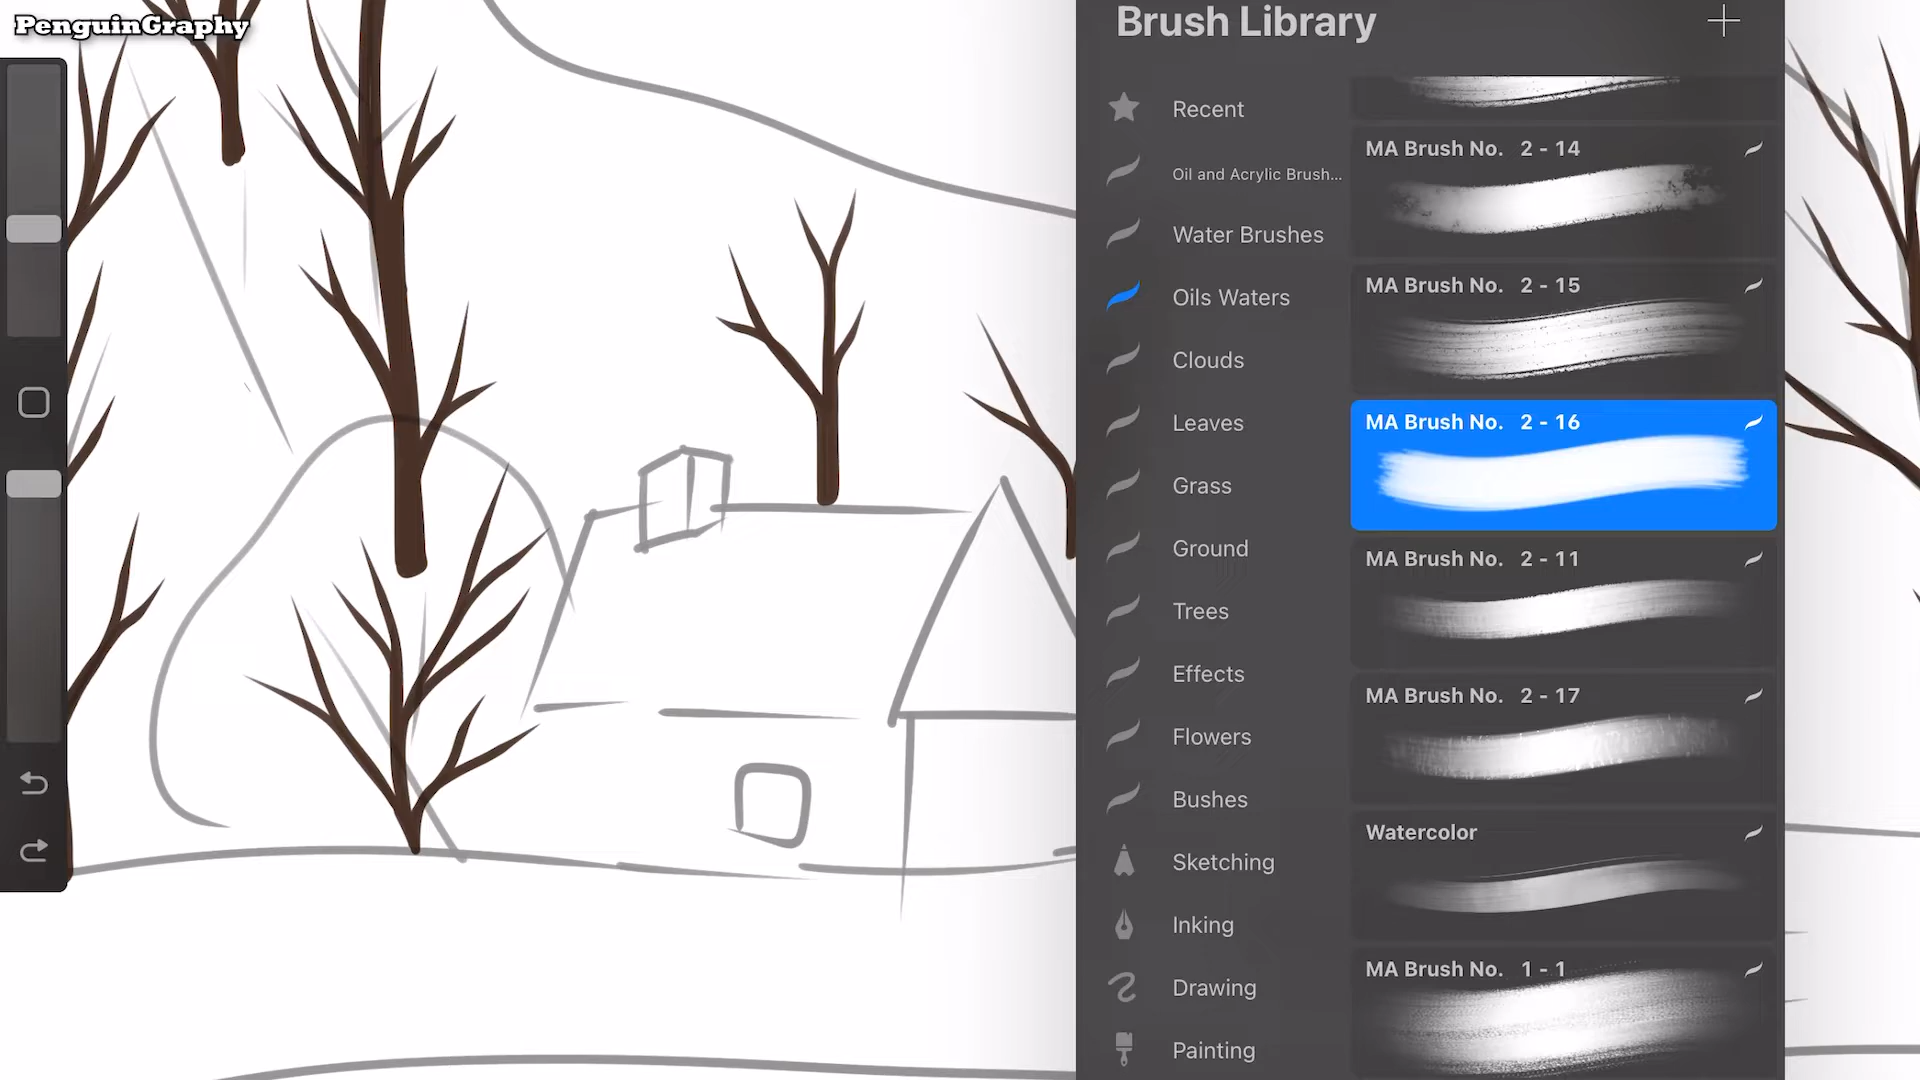 PenguinGraphy
Brush Library
Recent
Oil and Acrylic Brush...
Water Brushes
Oils Waters
Clouds
Leaves
Grass
Ground
Trees
Effects
Flowers
Bushes
Sketching
Inking
Drawing
Painting
MA Brush No. 2 - 14
MA Brush No. 2 - 15
MA Brush No. 2 - 16
MA Brush No. 2 - 11
MA Brush No. 2 - 17
Watercolor
MA Brush No. 1 - 1